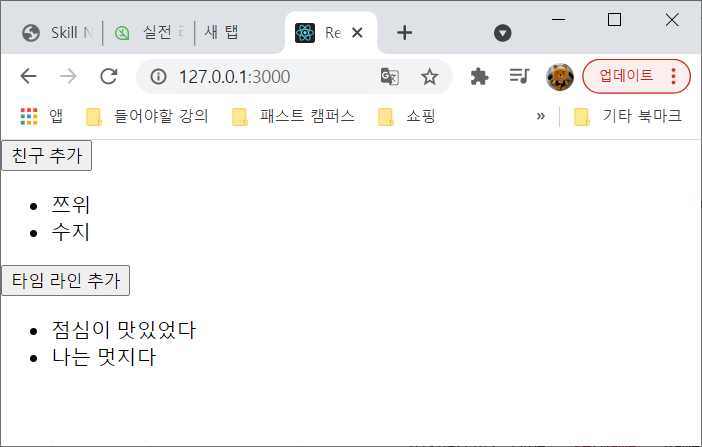 Skill N
실전
새 탭
Re
127.0.0.1:3000
업데이트
앱
들어야할 강의
패스트 캠퍼스
쇼핑
»
기타 북마크
친구 추가
• 쯔위
• 수지
타임 라인 추가
• 점심이 맛있었다
• 나는 멋지다